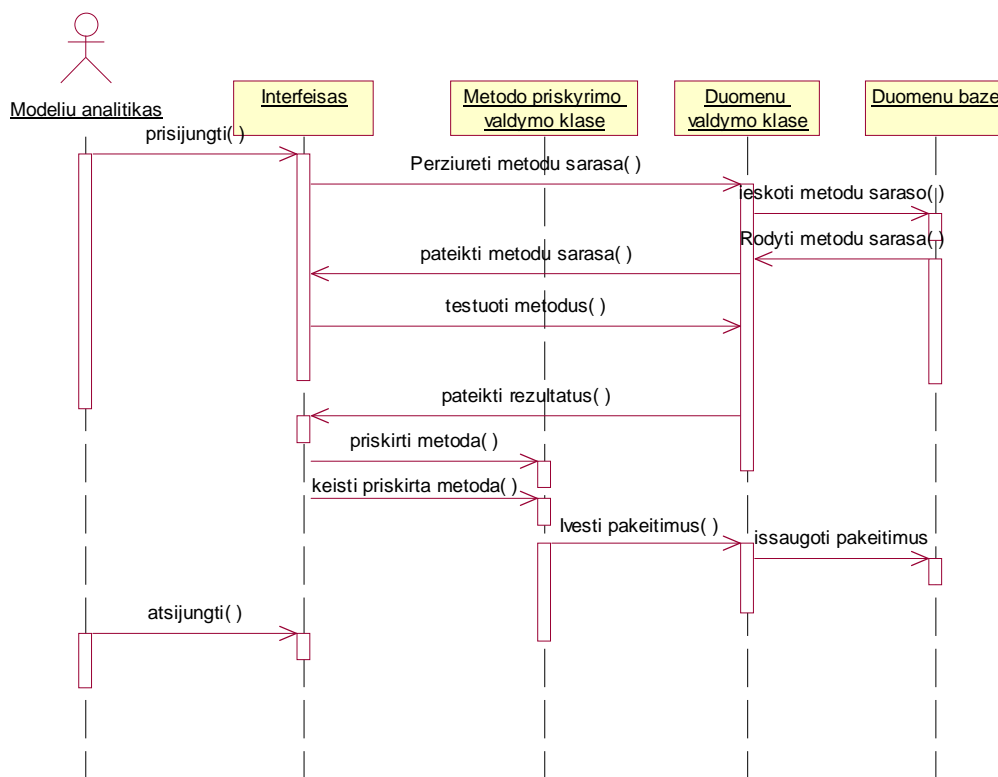 Modeliu analitikas
Interfeisas
Metodo priskyrimo
valdymo klase
Duomenu
valdymo klase
Duomenu baze
prisijungti( )
Perziureti metodu sarasa( )
ieskoti metodu saraso( )
Rodyti metodu sarasa( )
pateikti metodu sarasa( )
testuoti metodus( )
pateikti rezultatus( )
priskirti metoda( )
keisti priskirta metoda( )
Ivesti pakeitimus( )
issaugoti pakeitimus
atsijungti( )